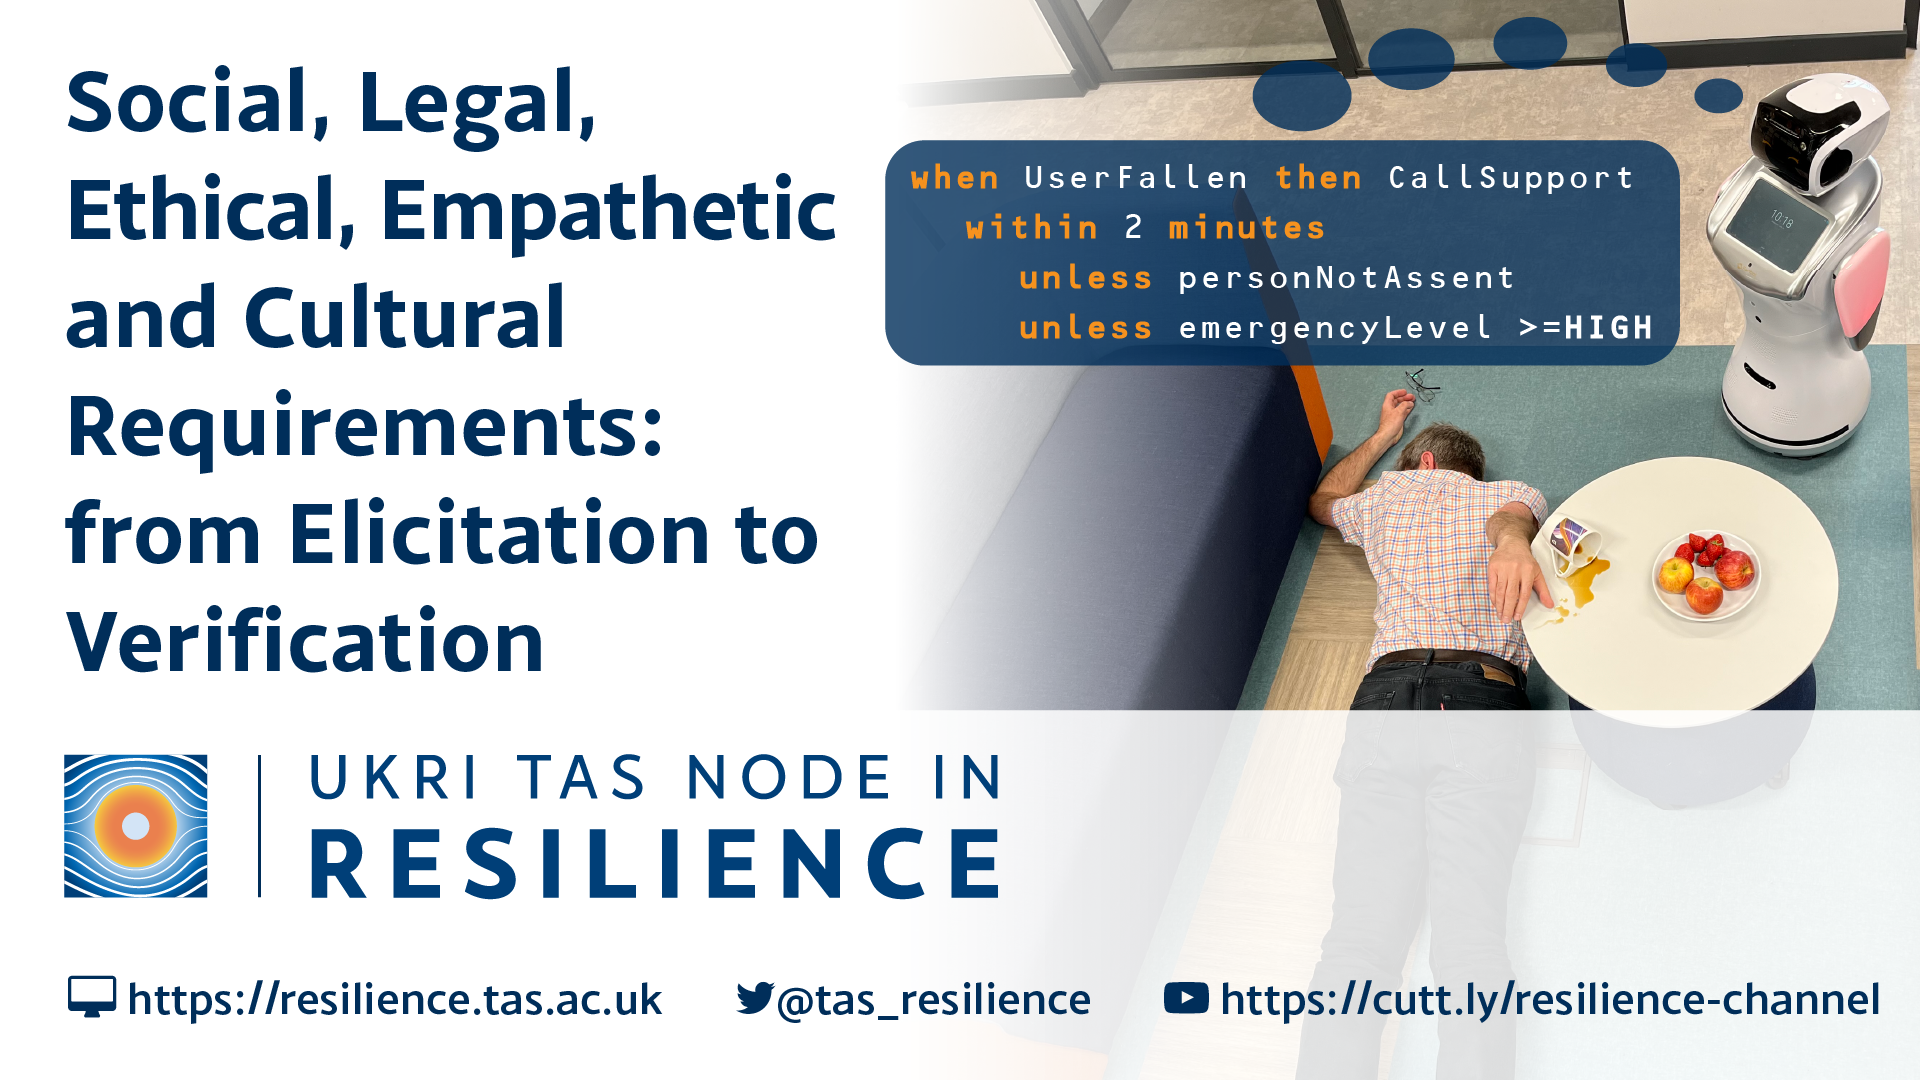 Social, Legal,
Ethical, Empathetic
and Cultural
Requirements:
from Elicitation to
Verification
when UserFallen then CallSupport
within 2 minutes
unless personNotAssent
unless emergencyLevel >=HIGH
10:18
UKRI TAS NODE IN
RESILIENCE
https://resilience.tas.ac.uk
@tas_resilience
https://cutt.ly/resilience-channel